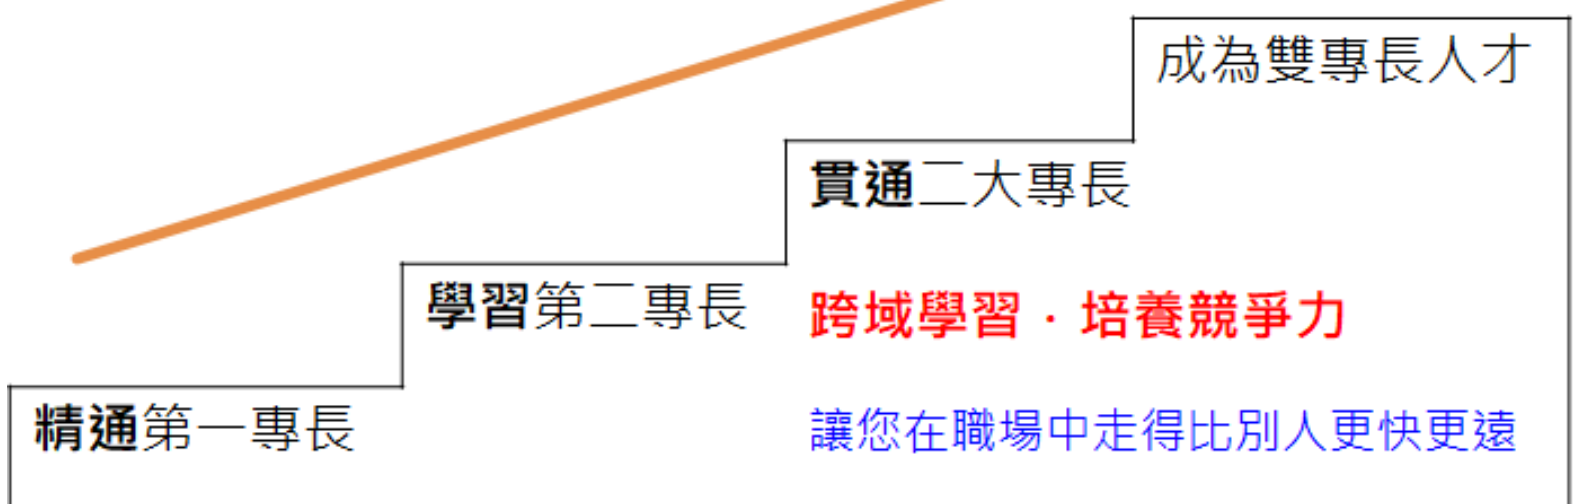 成為雙專長人才
貫通二大專長
學習第二專長
跨域學習．培養競爭力
精通第一專長
讓您在職場中走得比別人更快更遠